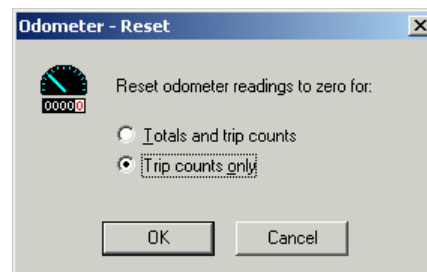 Odometer - Reset
Reset odometer readings to zero for:
00000
Totals and trip counts
Trip counts only
OK
Cancel